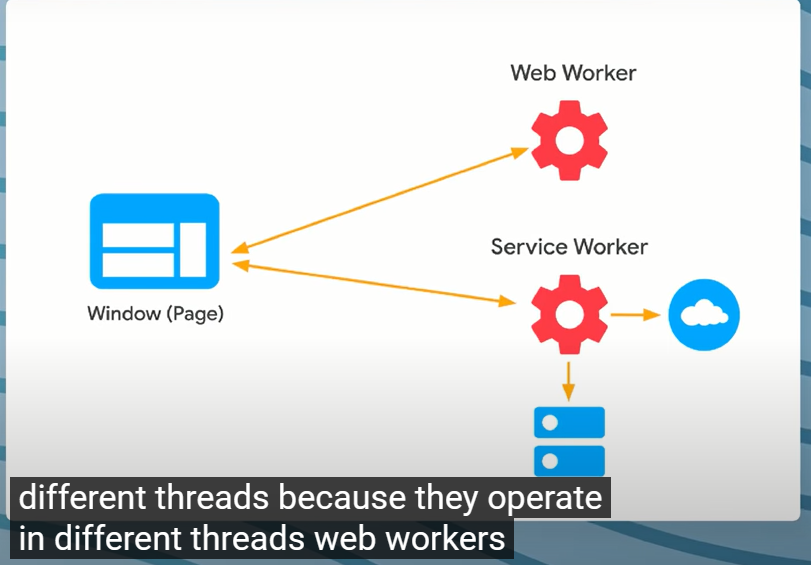 Web Worker
Service Worker
Window (Page)
different threads because they operate
in different threads web workers